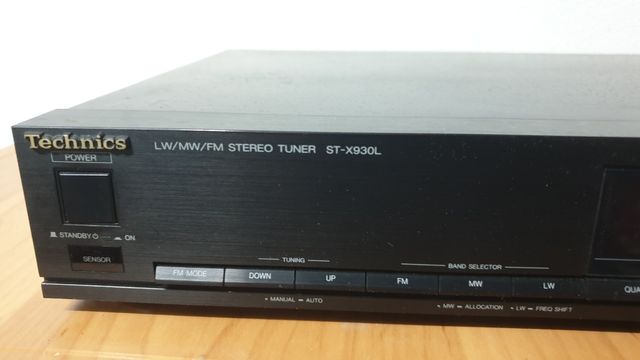 Technics
POWER
LW/MW/FM STEREO TUNER ST-X930L
STANDBY ⏻ ON
SENSOR
TUNING
BAND SELECTOR
FM MODE DOWN UP FM MW LW QUA
MANUAL AUTO
MW ALLOCATION LW FREQ SHIFT